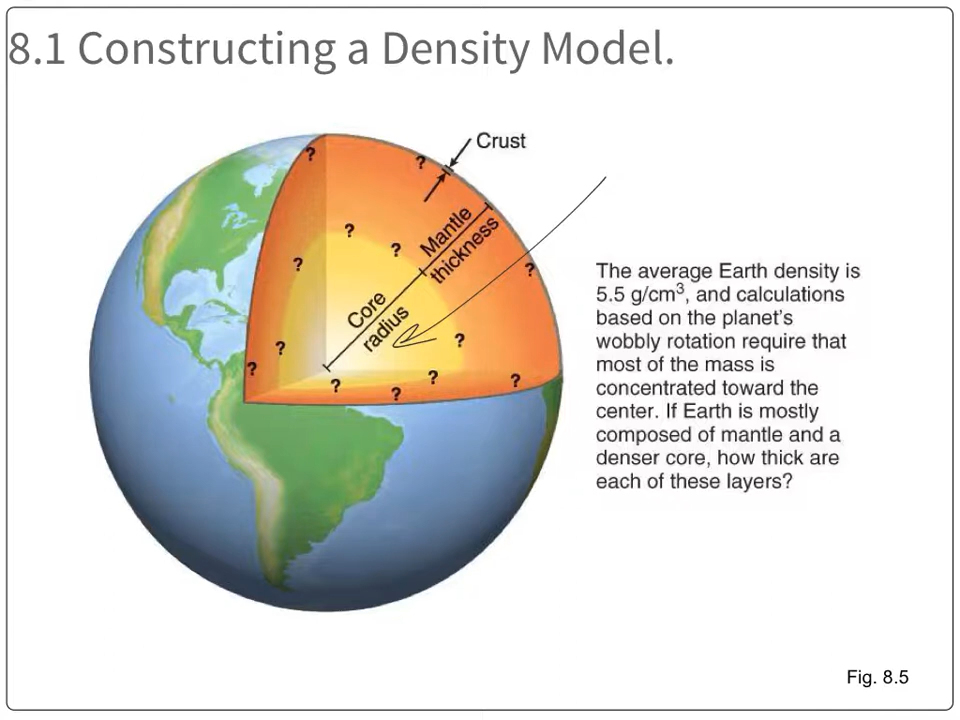 8.1 Constructing a Density Model.
Crust
?
?
Mantle
thickness
?
?
?
?
Core
radius
?
?
?
?
?
?
?
The average Earth density is
5.5 g/cm³, and calculations
based on the planet's
wobbly rotation require that
most of the mass is
concentrated toward the
center. If Earth is mostly
composed of mantle and a
denser core, how thick are
each of these layers?
Fig. 8.5